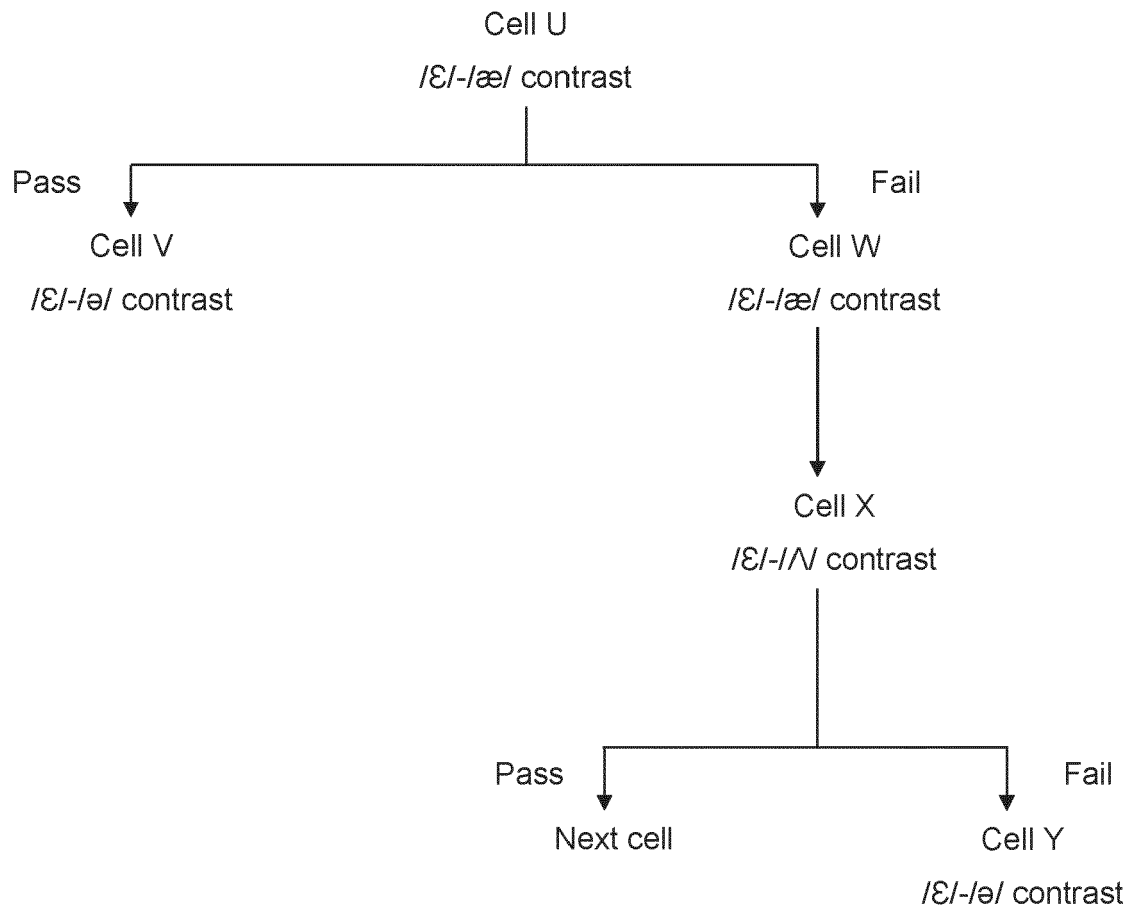 Cell U
/Ɛ/-/æ/ contrast
Pass
Fail
Cell V
/Ɛ/-/ə/ contrast
Cell W
/Ɛ/-/æ/ contrast
Cell X
/Ɛ/-/Λ/ contrast
Pass
Fail
Next cell
Cell Y
/Ɛ/-/ə/ contrast